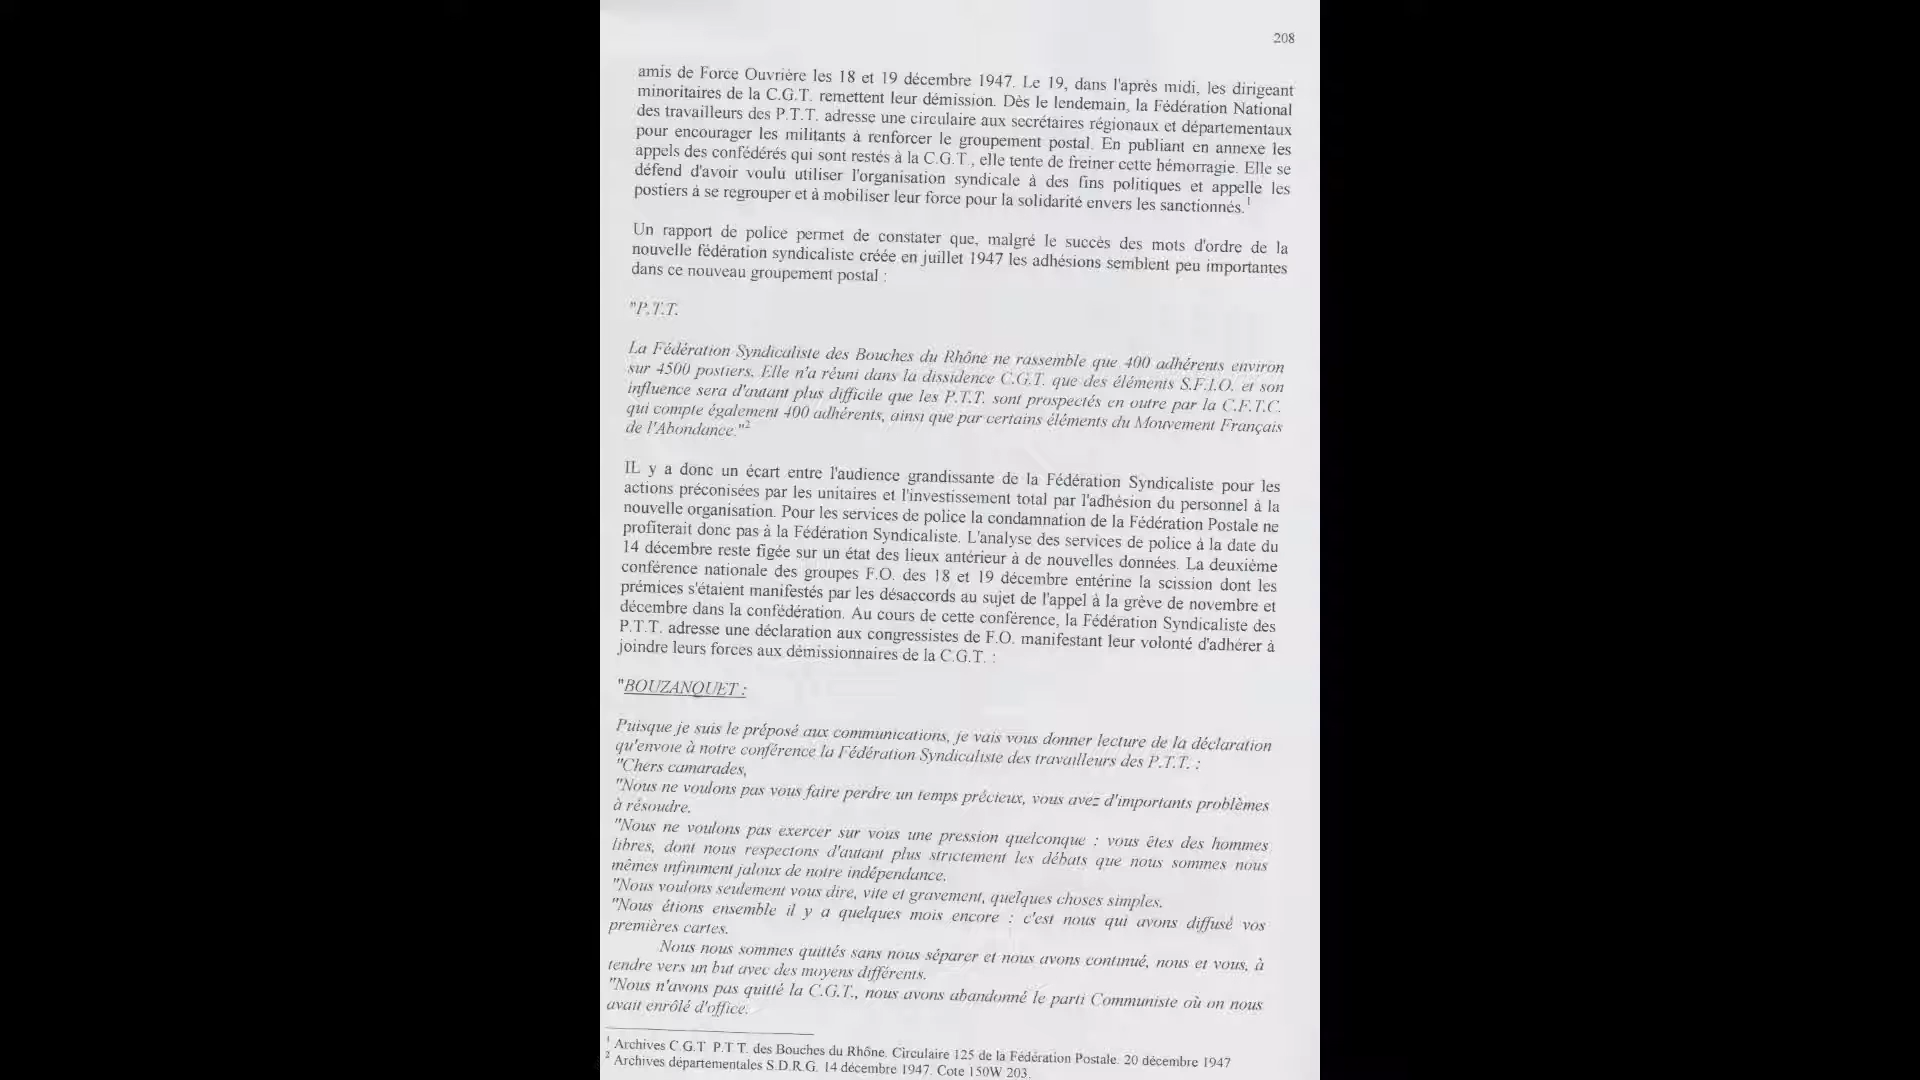 208
amis de Force Ouvrière les 18 et 19 décembre 1947. Le 19, dans l'après midi, les dirigeant
minoritaires de la C.G.T. remettent leur démission. Dès le lendemain, la Fédération National
des travailleurs des P.T.T. adresse une circulaire aux secrétaires régionaux et départementaux
pour encourager les militants à renforcer le groupement postal. En publiant en annexe les
appels des confédérés qui sont restés à la C.G.T., elle tente de freiner cette hémorragie. Elle se
défend d'avoir voulu utiliser l'organisation syndicale à des fins politiques et appelle les
postiers à se regrouper et à mobiliser leur force pour la solidarité envers les sanctionnés.1
Un rapport de police permet de constater que, malgré le succès des mots d'ordre de la
nouvelle fédération syndicaliste créée en juillet 1947 les adhésions semblent peu importantes
dans ce nouveau groupement postal :
"P.T.T.
La Fédération Syndicaliste des Bouches du Rhône ne rassemble que 400 adhérents environ
sur 4500 postiers. Elle n'a réuni dans la dissidence C.G.T. que des éléments S.F.I.O. et son
influence sera d'autant plus difficile que les P.T.T. sont prospectés en outre par la C.F.T.C.
qui compte également 400 adhérents, ainsi que par certains éléments du Mouvement Français
de l'Abondance."2
IL y a donc un écart entre l'audience grandissante de la Fédération Syndicaliste pour les
actions préconisées par les unitaires et l'investissement total par l'adhésion du personnel à la
nouvelle organisation. Pour les services de police la condamnation de la Fédération Postale ne
profiterait donc pas à la Fédération Syndicaliste. L'analyse des services de police à la date du
14 décembre reste figée sur un état des lieux antérieur à de nouvelles données. La deuxième
conférence nationale des groupes F.O. des 18 et 19 décembre entérine la scission dont les
prémices s'étaient manifestés par les désaccords au sujet de l'appel à la grève de novembre et
décembre dans la confédération. Au cours de cette conférence, la Fédération Syndicaliste des
P.T.T. adresse une déclaration aux congressistes de F.O. manifestant leur volonté d'adhérer à
joindre leurs forces aux démissionnaires de la C.G.T. :
"BOUZANQUET :
Puisque je suis le préposé aux communications, je vais vous donner lecture de la déclaration
qu'envoie à notre conférence la Fédération Syndicaliste des travailleurs des P.T.T. :
"Chers camarades,
"Nous ne voulons pas vous faire perdre un temps précieux, vous avez d'importants problèmes
à résoudre.
"Nous ne voulons pas exercer sur vous une pression quelconque : vous êtes des hommes
libres, dont nous respectons d'autant plus strictement les débats que nous sommes nous
mêmes infiniment jaloux de notre indépendance.
"Nous voulons seulement vous dire, vite et gravement, quelques choses simples.
"Nous étions ensemble il y a quelques mois encore : c'est nous qui avons diffusé vos
premières cartes.
Nous nous sommes quittés sans nous séparer et nous avons continué, nous et vous, à
tendre vers un but avec des moyens différents.
"Nous n'avons pas quitté la C.G.T., nous avons abandonné le parti Communiste où on nous
avait enrôlé d'office.
1 Archives C.G.T P.T T. des Bouches du Rhône. Circulaire 125 de la Fédération Postale. 20 décembre 1947
2 Archives départementales S.D.R.G. 14 décembre 1947. Cote 150W 203.